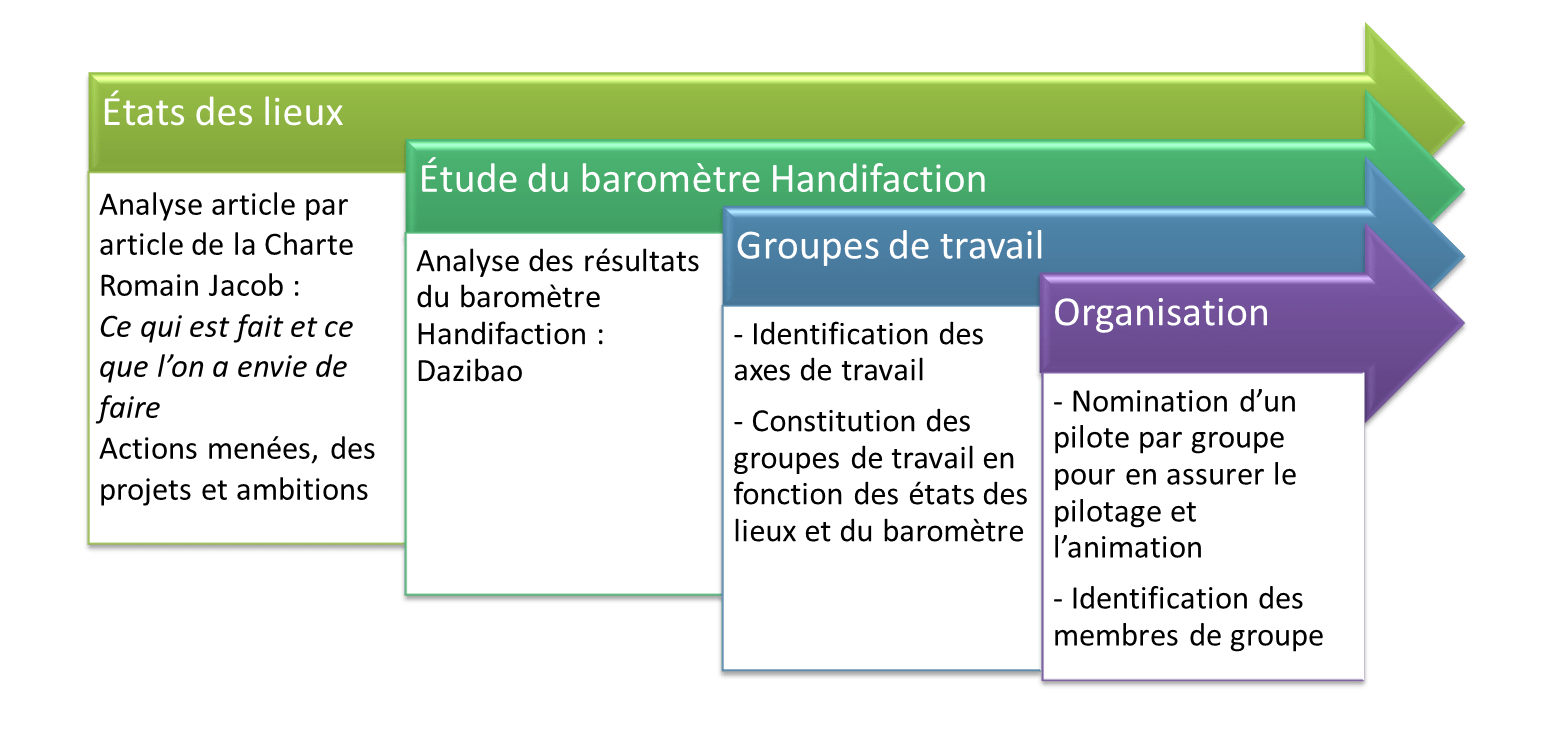 États des lieux
Analyse article par
article de la Charte
Romain Jacob :
Ce qui est fait et ce
que l’on a envie de
faire
Actions menées, des
projets et ambitions
Étude du baromètre Handifaction
Analyse des résultats
du baromètre
Handifaction :
Dazibao
Groupes de travail
- Identification des
axes de travail
- Constitution des
groupes de travail en
fonction des états des
lieux et du baromètre
Organisation
- Nomination d’un
pilote par groupe
pour en assurer le
pilotage et
l’animation
- Identification des
membres de groupe